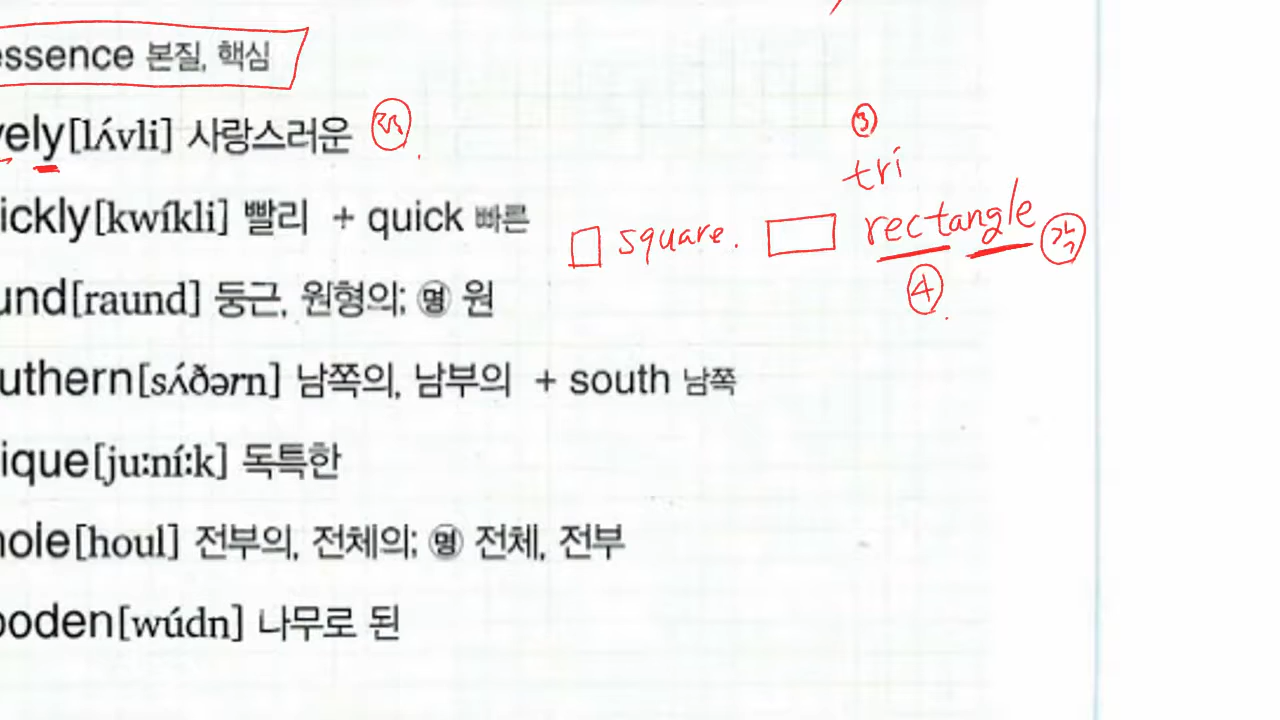 essence 본질, 핵심
vely[lʌ́vli] 사랑스러운 형
③
tri
ickly[kwíkli] 빨리 + quick 빠른 square. rectangle 각
④
und[raund] 둥근, 원형의; 명 원
uthern[sʌ́ðərn] 남쪽의, 남부의 + south 남쪽
ique[juːníːk] 독특한
hole[houl] 전부의, 전체의; 명 전체, 전부
ooden[wúdn] 나무로 된